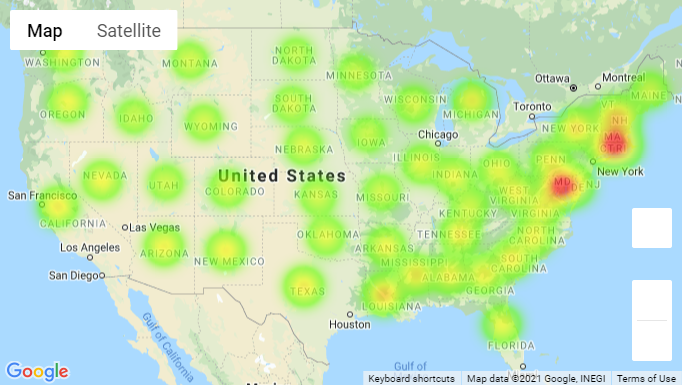 Map Satellite
WASHINGTON
MONTANA
NORTH
DAKOTA
MINNESOTA
Ottawa
Montreal
MAINE
OREGON
IDAHO
WYOMING
SOUTH
DAKOTA
WISCONSIN
MICHIGAN
Toronto
VT
NH
NEW YORK
MA
CT RI
IOWA
Chicago
NEBRASKA
ILLINOIS
INDIANA
OHIO
PENN
New York
NEVADA
UTAH
COLORADO
United States
KANSAS
MISSOURI
WEST
VIRGINIA
MD
DE
NJ
San Francisco
CALIFORNIA
Las Vegas
KENTUCKY
VIRGINIA
Los Angeles
ARIZONA
NEW MEXICO
OKLAHOMA
ARKANSAS
TENNESSEE
NORTH
CAROLINA
San Diego
MISSISSIPPI
ALABAMA
SOUTH
CAROLINA
GEORGIA
TEXAS
LOUISIANA
Houston
FLORIDA
Gulf of
California
Gulf of
Google
Keyboard shortcuts Map data ©2021 Google, INEGI Terms of Use